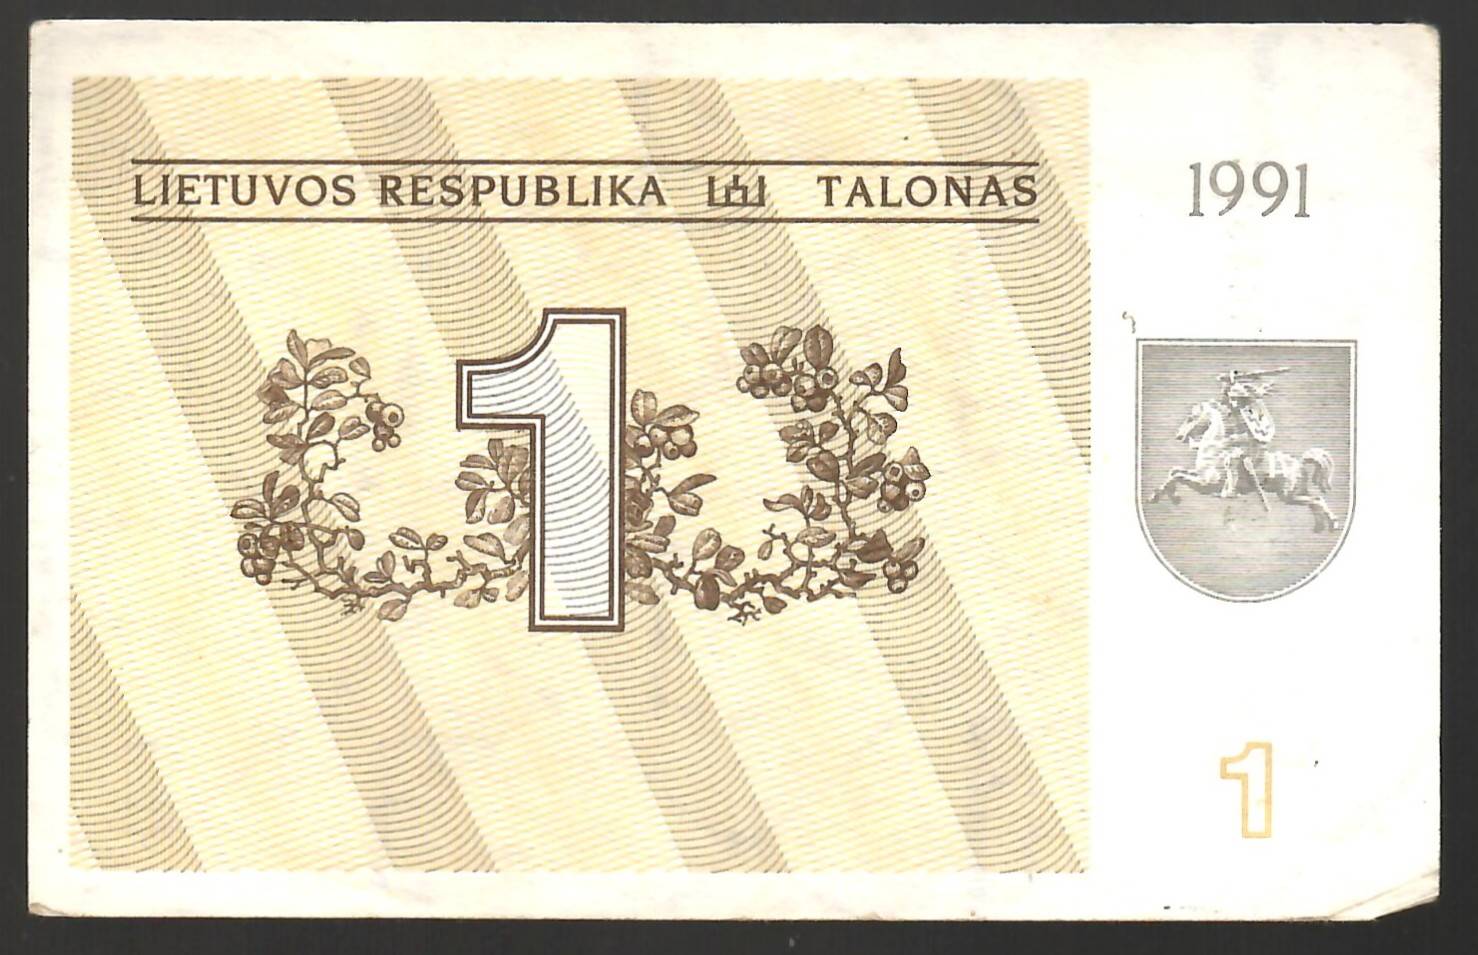 LIETUVOS RESPUBLIKA TALONAS
1991
1
1